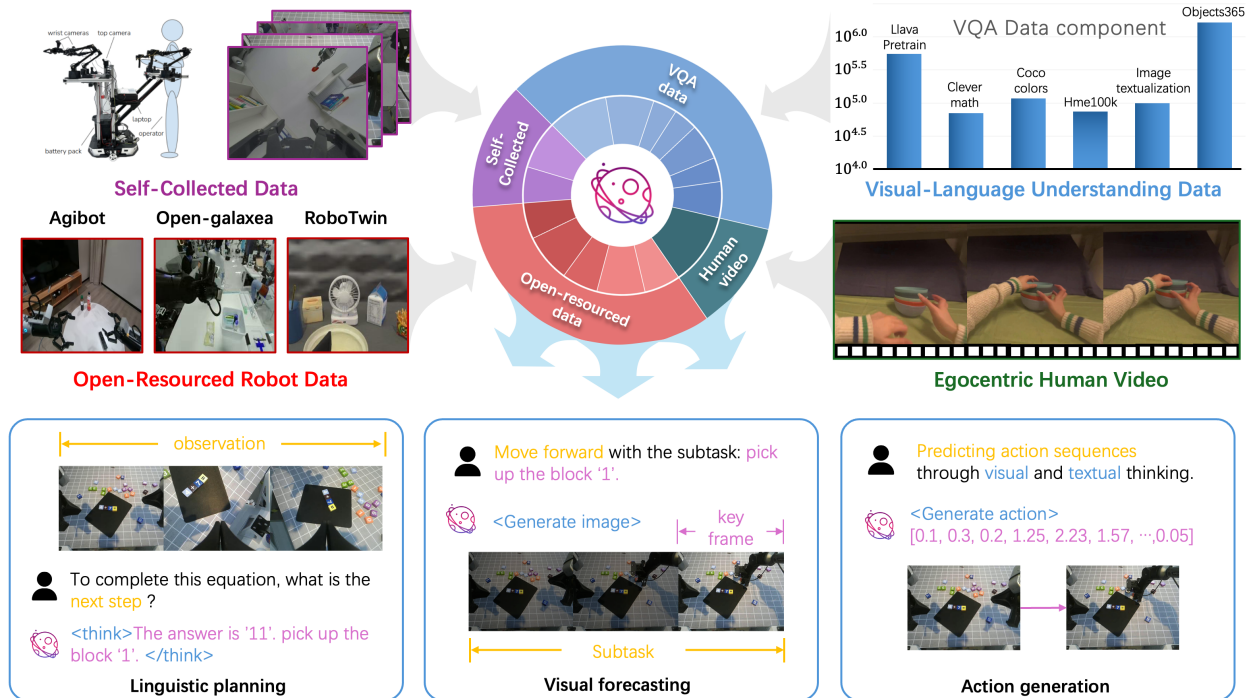 wrist cameras
top camera
laptop
operator
battery pack
Self-Collected Data
Agibot
Open-galaxea
RoboTwin
Open-Resourced Robot Data
VQA
data
Self-
Collected
Human
video
Open-resourced
data
VQA Data component
10^6.0
10^5.5
10^5.0
10^4.5
10^4.0
Llava
Pretrain
Clever
math
Coco
colors
Hme100k
Image
textualization
Objects365
Visual-Language Understanding Data
Egocentric Human Video
observation
To complete this equation, what is the
next step ?
<think>The answer is '11'. pick up the
block '1'. </think>
Linguistic planning
Move forward with the subtask: pick
up the block '1'.
<Generate image>
key
frame
Subtask
Visual forecasting
Predicting action sequences
through visual and textual thinking.
<Generate action>
[0.1, 0.3, 0.2, 1.25, 2.23, 1.57, ···,0.05]
Action generation